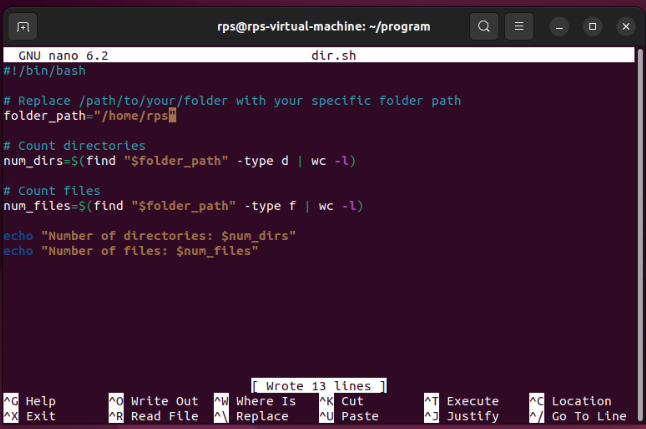 rps@rps-virtual-machine: ~/program
GNU nano 6.2 dir.sh
#!/bin/bash
# Replace /path/to/your/folder with your specific folder path
folder_path="/home/rps"
# Count directories
num_dirs=$(find "$folder_path" -type d | wc -l)
# Count files
num_files=$(find "$folder_path" -type f | wc -l)
echo "Number of directories: $num_dirs"
echo "Number of files: $num_files"
[ Wrote 13 lines ]
^G Help ^O Write Out ^W Where Is ^K Cut ^T Execute ^C Location
^X Exit ^R Read File ^\ Replace ^U Paste ^J Justify ^/ Go To Line